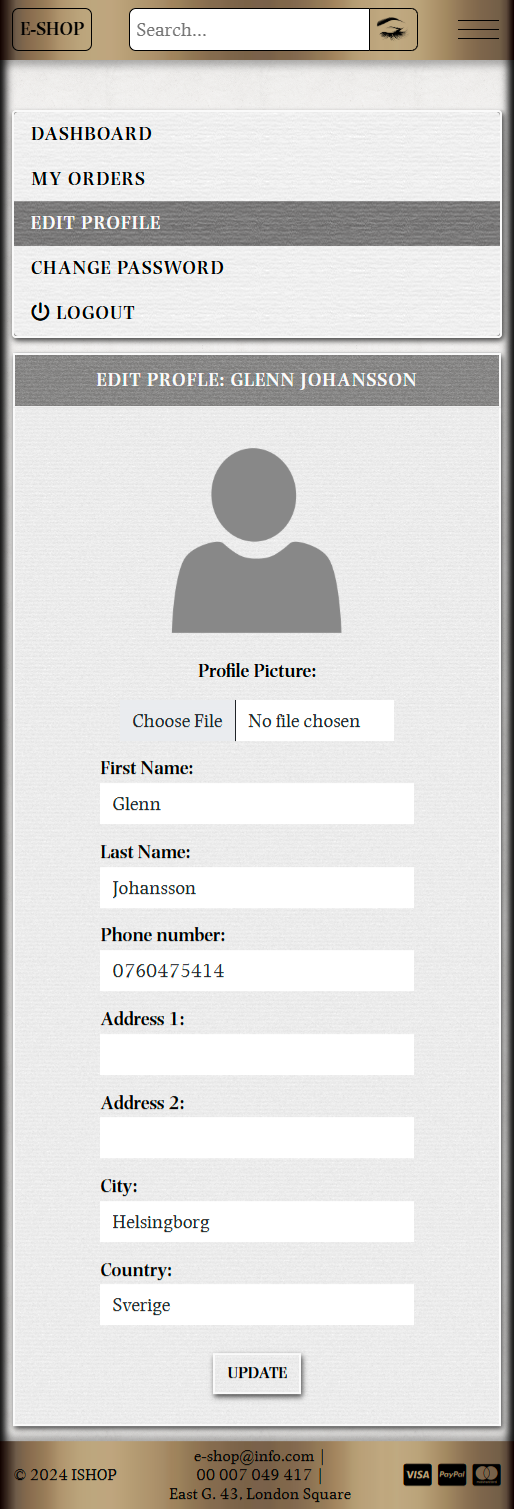 E-SHOP
Search...
DASHBOARD
MY ORDERS
EDIT PROFILE
CHANGE PASSWORD
LOGOUT
EDIT PROFLE: GLENN JOHANSSON
Profile Picture:
Choose File No file chosen
First Name:
Glenn
Last Name:
Johansson
Phone number:
0760475414
Address 1:
Address 2:
City:
Helsingborg
Country:
Sverige
UPDATE
© 2024 ISHOP
e-shop@info.com |
00 007 049 417 |
East G. 43, London Square
VISA PayPal MasterCard